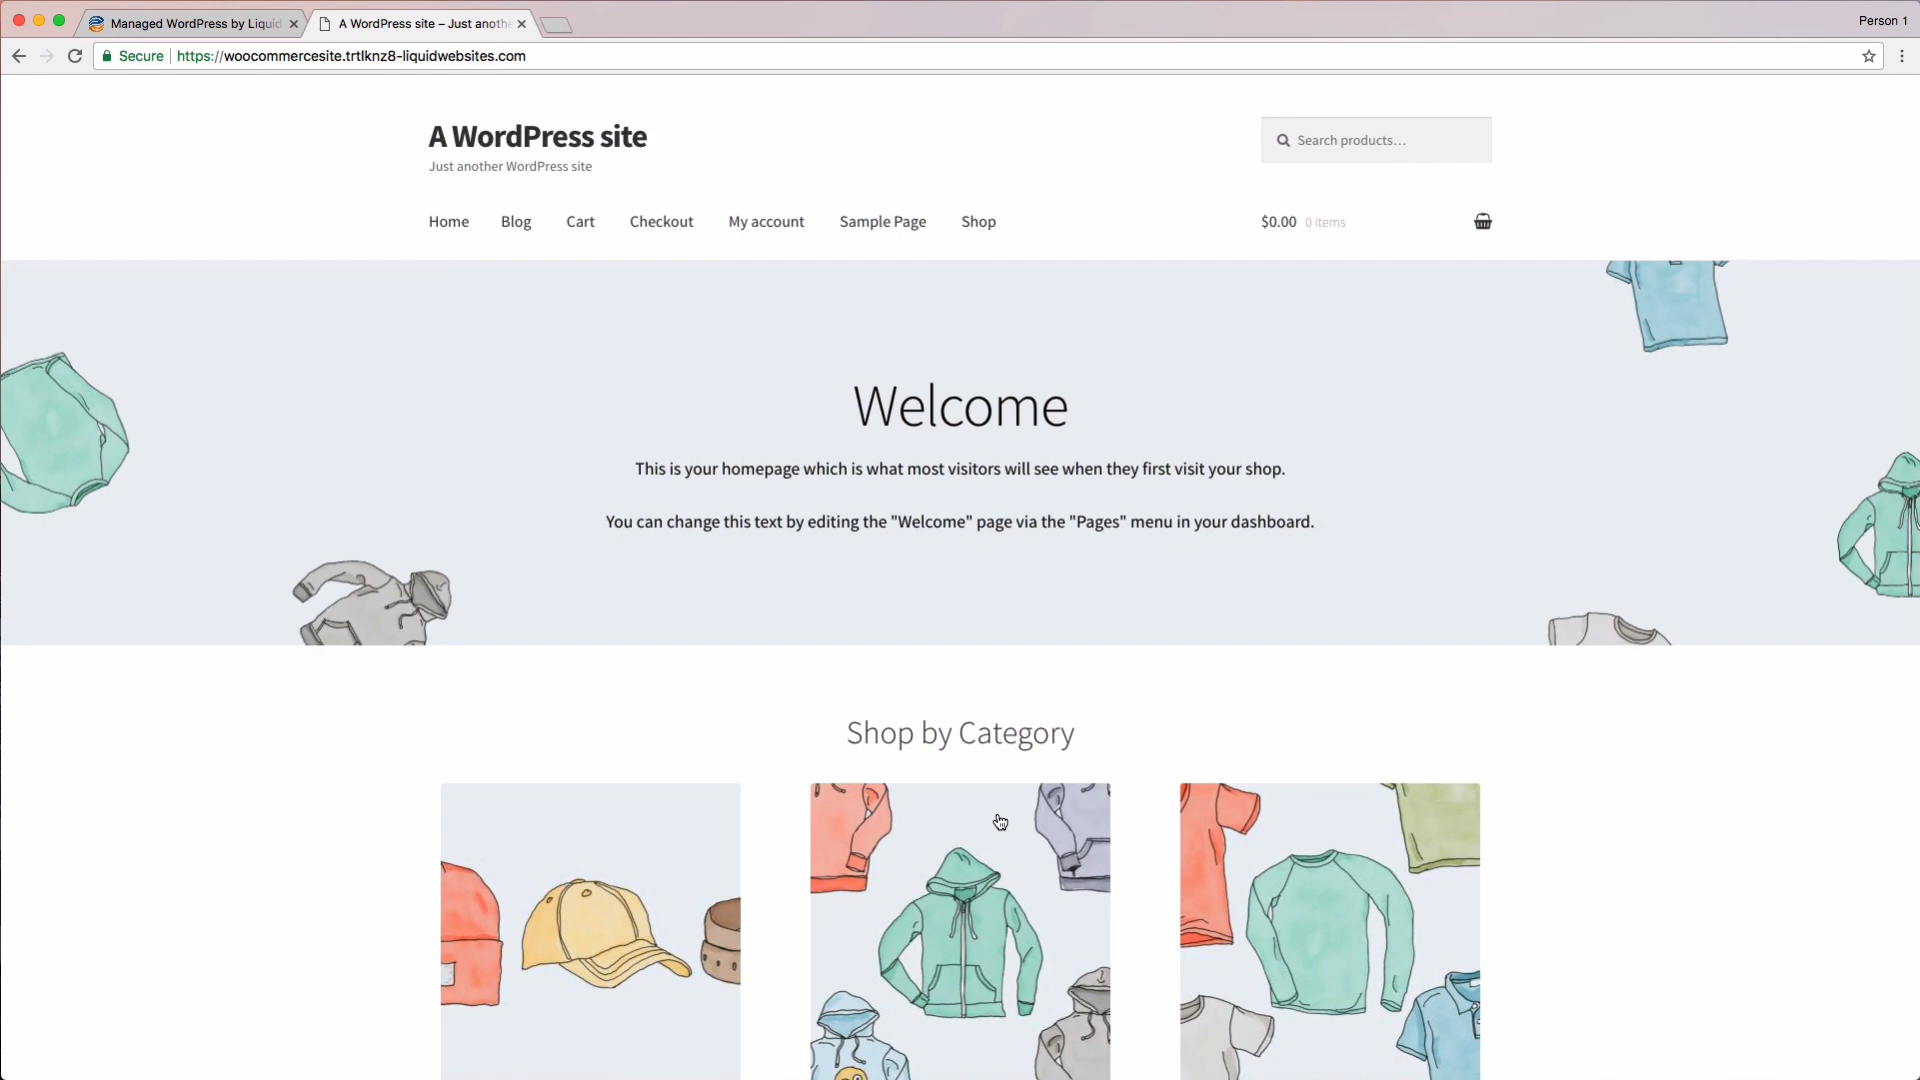 Managed WordPress by Liquid
A WordPress site – Just anoth
Person 1
Secure
https://woocommercesite.trtlknz8-liquidwebsites.com
A WordPress site
Just another WordPress site
Search products...
Home
Blog
Cart
Checkout
My account
Sample Page
Shop
$0.00 0 items
Welcome
This is your homepage which is what most visitors will see when they first visit your shop.
You can change this text by editing the "Welcome" page via the "Pages" menu in your dashboard.
Shop by Category